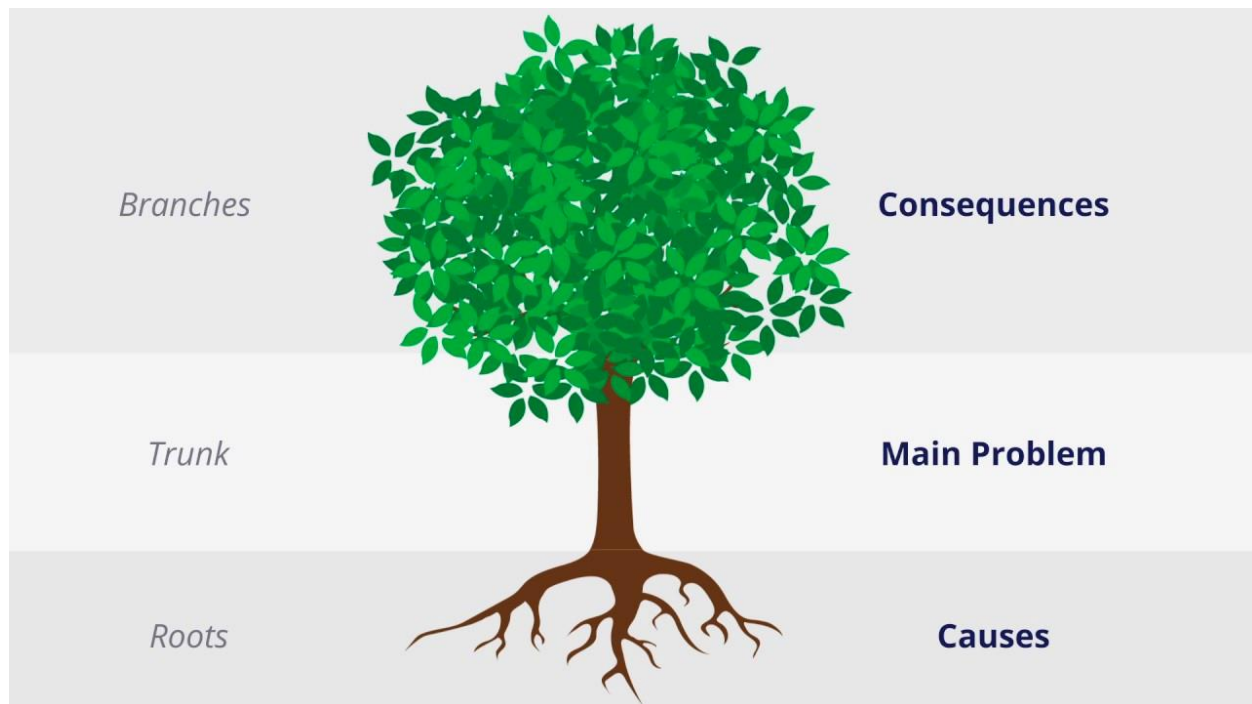 Branches
Consequences
Trunk
Main Problem
Roots
Causes